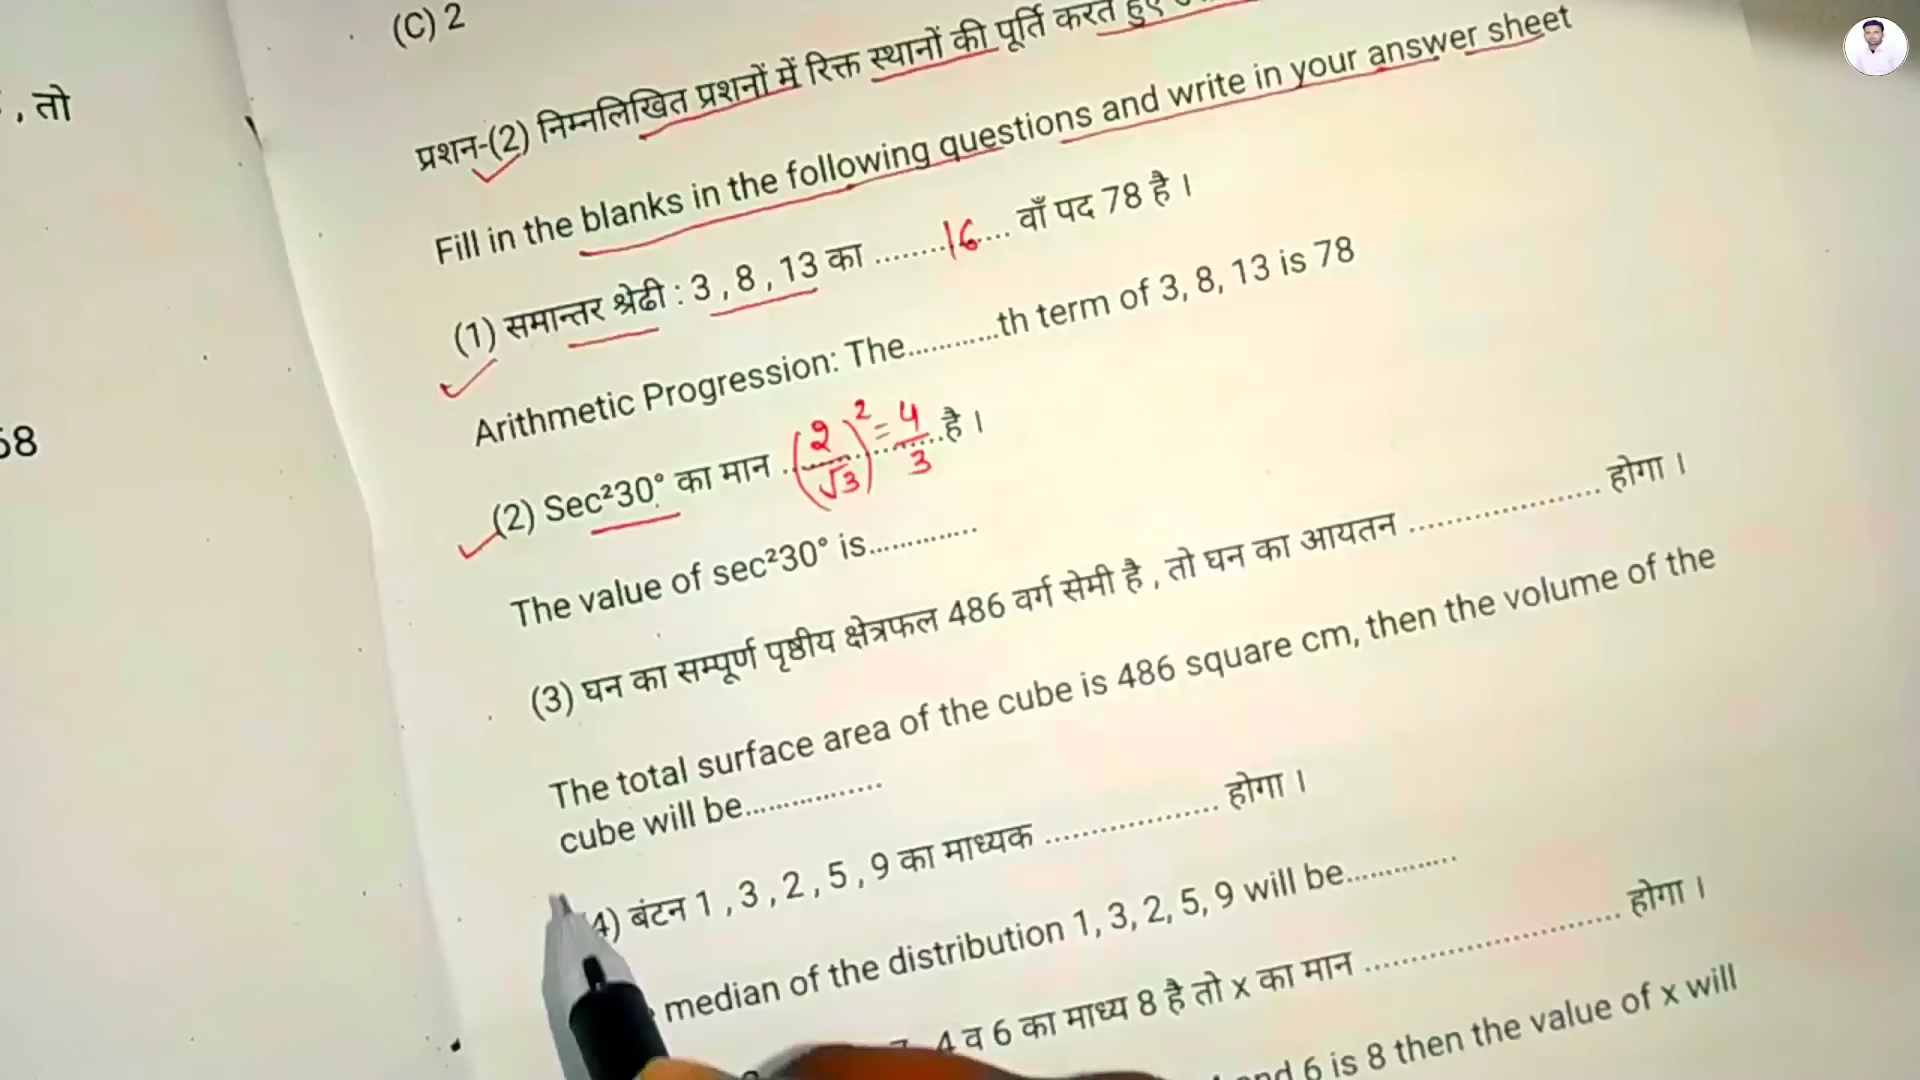 (C) 2
, तो
68
प्रशन-(2) निम्नलिखित प्रशनों में रिक्त स्थानों की पूर्ति करते हुए
Fill in the blanks in the following questions and write in your answer sheet
(1) समान्तर श्रेढी : 3 , 8 , 13 का ........16.... वाँ पद 78 है ।
Arithmetic Progression: The............th term of 3, 8, 13 is 78
(2) Sec²30° का मान (2/√3)² = 4/3 है ।
The value of sec²30° is.............
(3) घन का सम्पूर्ण पृष्ठीय क्षेत्रफल 486 वर्ग सेमी है , तो घन का आयतन ........................ होगा ।
The total surface area of the cube is 486 square cm, then the volume of the
cube will be.................
4) बंटन 1 , 3 , 2 , 5 , 9 का माध्यक ...................... होगा ।
median of the distribution 1, 3, 2, 5, 9 will be.............
4 व 6 का माध्य 8 है तो x का मान ................................ होगा ।
and 6 is 8 then the value of x will